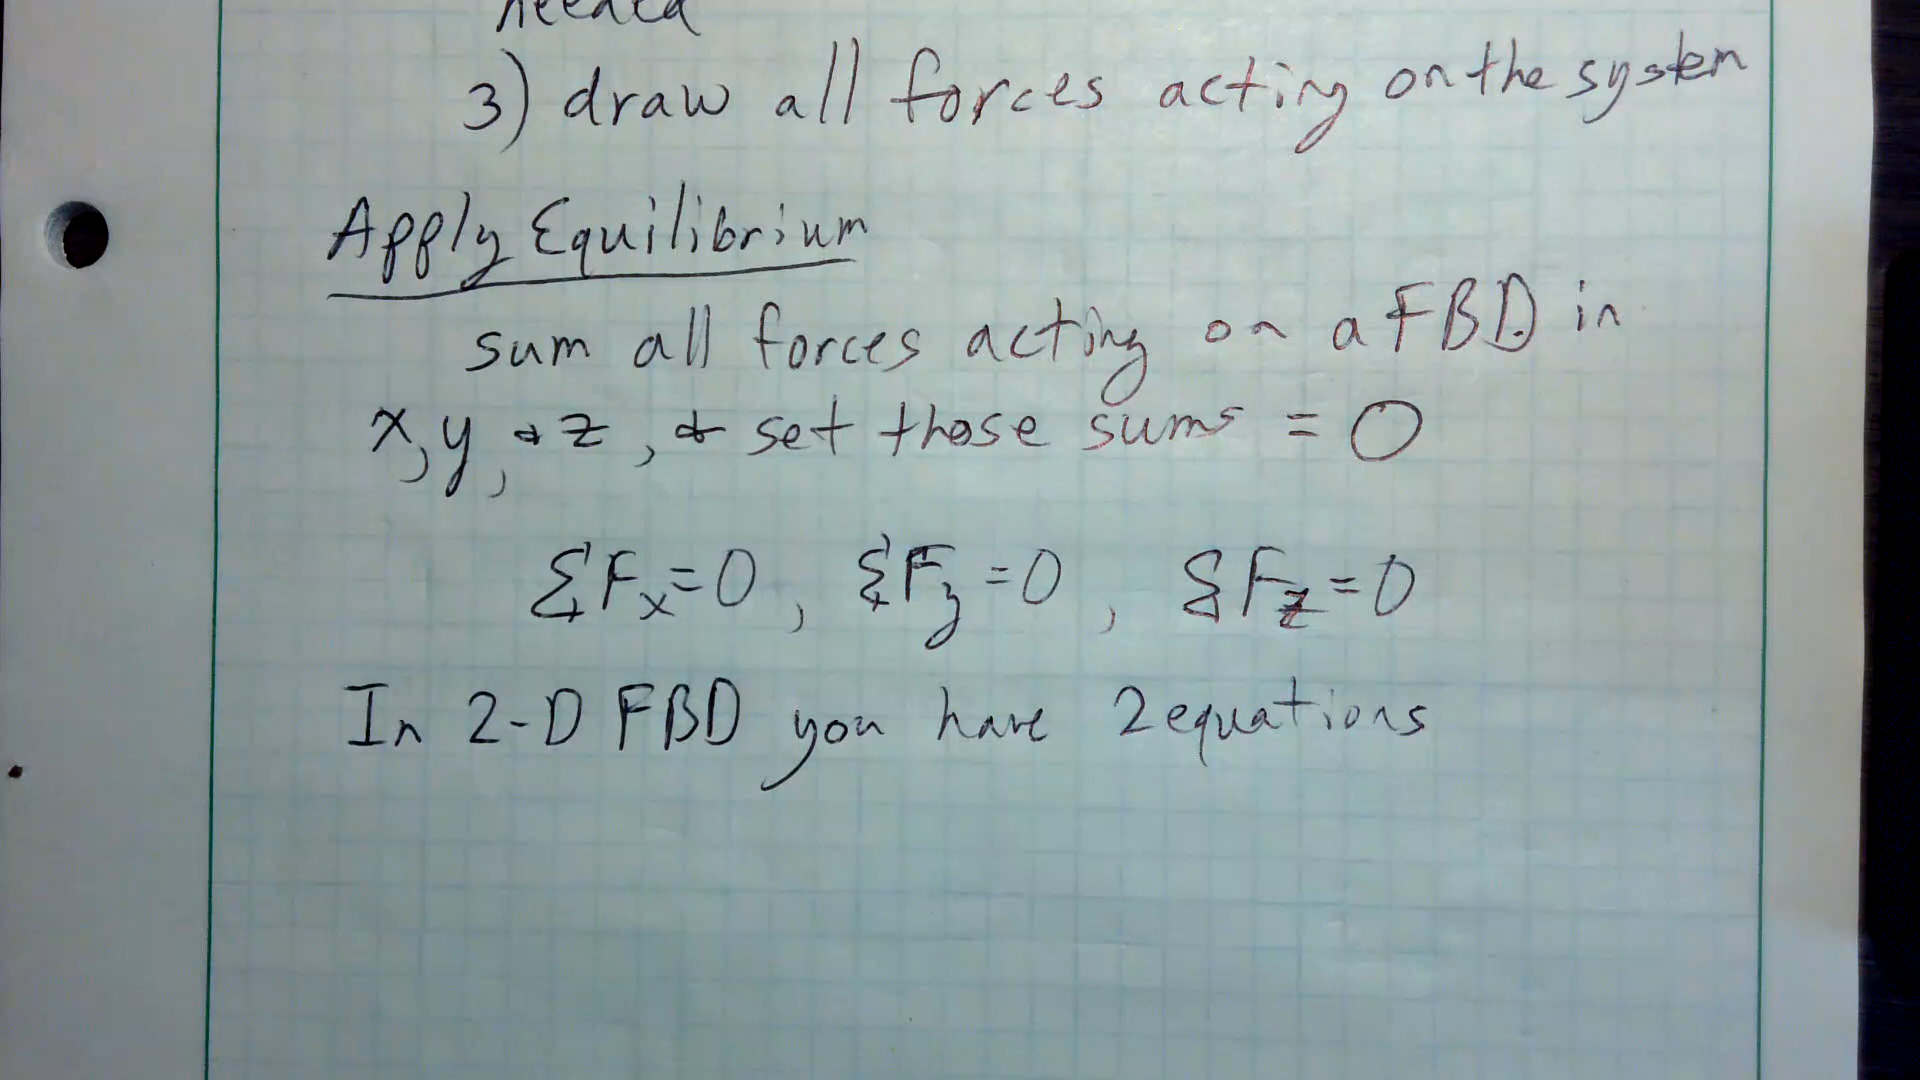 needed
3) draw all forces acting on the system
Apply Equilibrium
sum all forces acting on a FBD in
x, y, & z, & set those sums = 0
ΣFx=0, ΣFy=0, ΣFz=0
In 2-D FBD you have 2 equations